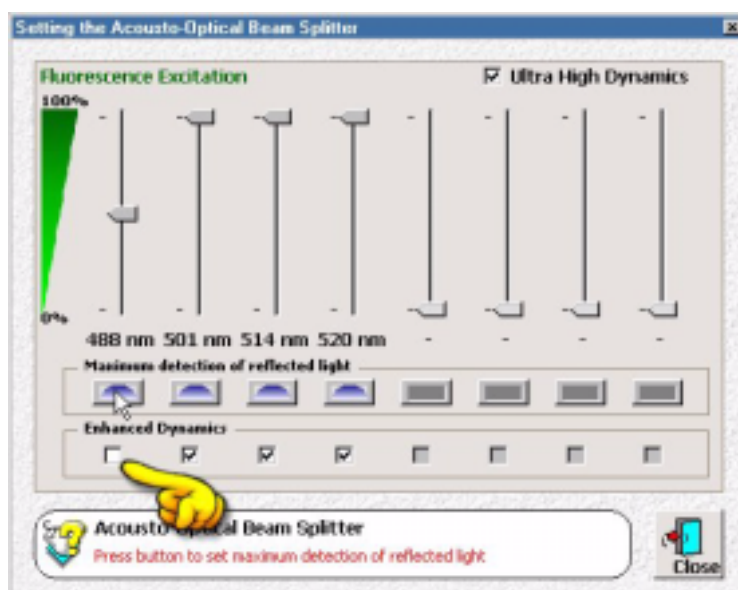 Setting the Acousto-Optical Beam Splitter
Fluorescence Excitation
Ultra High Dynamics
100%
0%
488 nm 501 nm 514 nm 520 nm - - - -
Maximum detection of reflected light
Enhanced Dynamics
Acousto-Optical Beam Splitter
Press button to set maximum detection of reflected light
Close